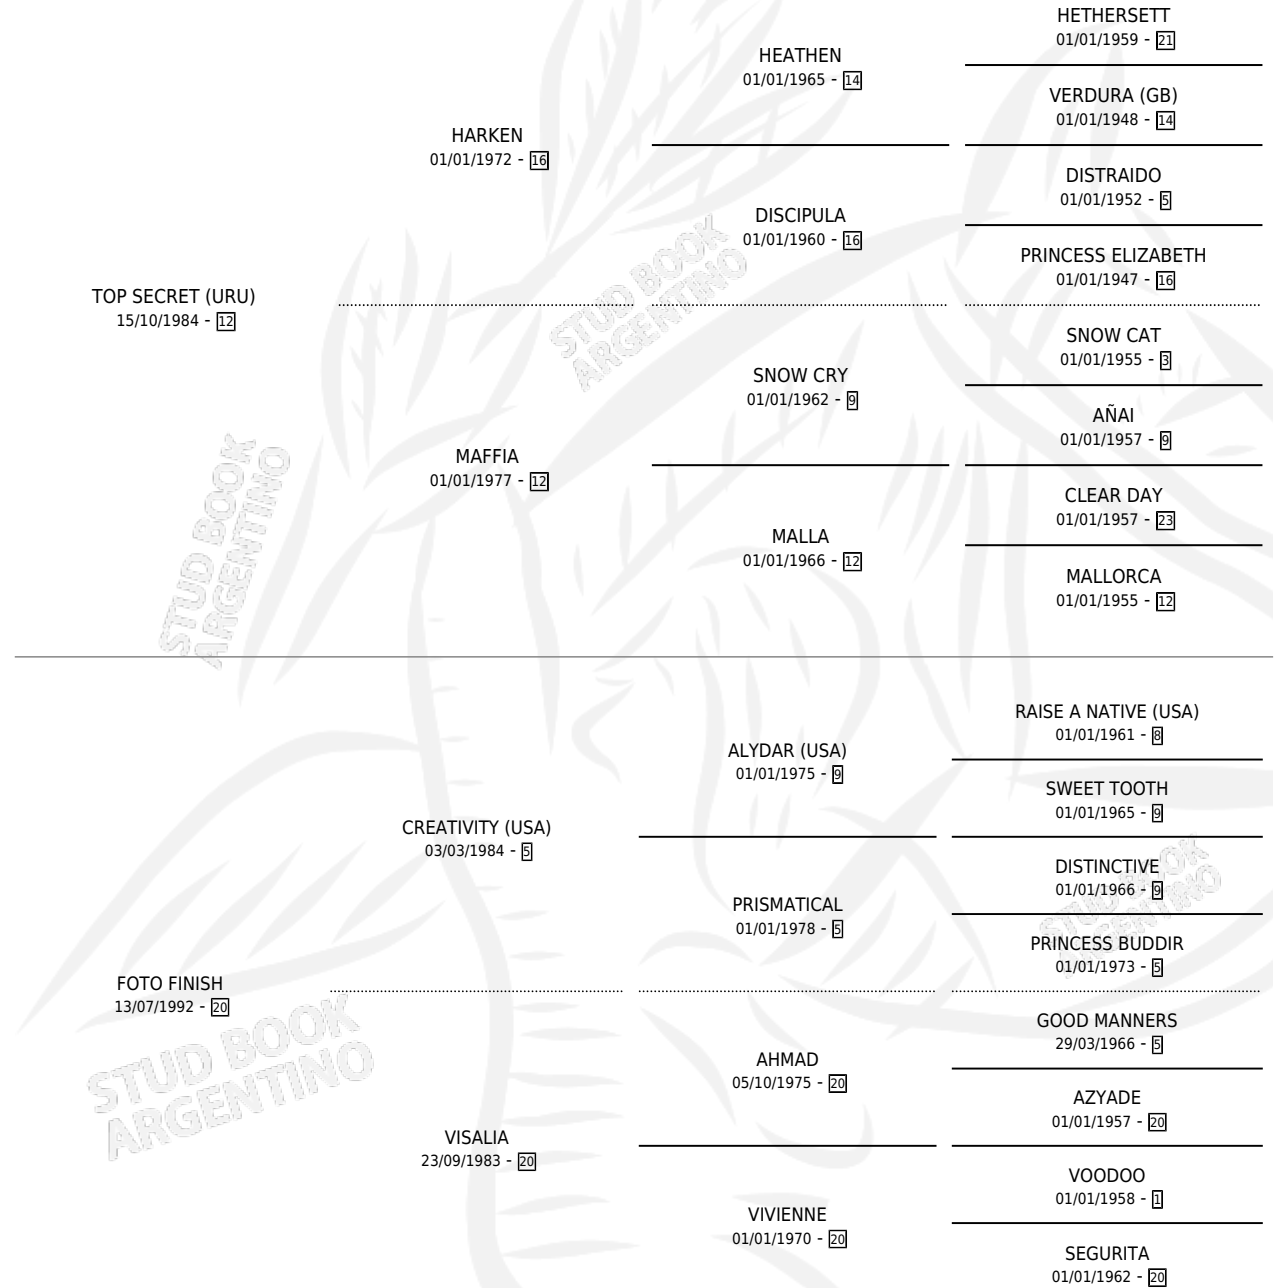 HETHERSETT
01/01/1959 - 21
HEATHEN
01/01/1965 - 14
VERDURA (GB)
01/01/1948 - 14
HARKEN
01/01/1972 - 16
DISTRAIDO
01/01/1952 - 5
DISCIPULA
01/01/1960 - 16
PRINCESS ELIZABETH
01/01/1947 - 16
TOP SECRET (URU)
15/10/1984 - 12
SNOW CAT
01/01/1955 - 3
SNOW CRY
01/01/1962 - 9
AÑAI
01/01/1957 - 9
MAFFIA
01/01/1977 - 12
CLEAR DAY
01/01/1957 - 23
MALLA
01/01/1966 - 12
MALLORCA
01/01/1955 - 12
RAISE A NATIVE (USA)
01/01/1961 - 8
ALYDAR (USA)
01/01/1975 - 9
SWEET TOOTH
01/01/1965 - 9
CREATIVITY (USA)
03/03/1984 - 5
DISTINCTIVE
01/01/1966 - 9
PRISMATICAL
01/01/1978 - 5
PRINCESS BUDDIR
01/01/1973 - 5
FOTO FINISH
13/07/1992 - 20
GOOD MANNERS
29/03/1966 - 5
AHMAD
05/10/1975 - 20
AZYADE
01/01/1957 - 20
VISALIA
23/09/1983 - 20
VOODOO
01/01/1958 - 1
VIVIENNE
01/01/1970 - 20
SEGURITA
01/01/1962 - 20
STUD BOOK
ARGENTINO
STUD BOOK
ARGENTINO
STUD BOOK
ARGENTINO
STUD BOOK
ARGENTINO